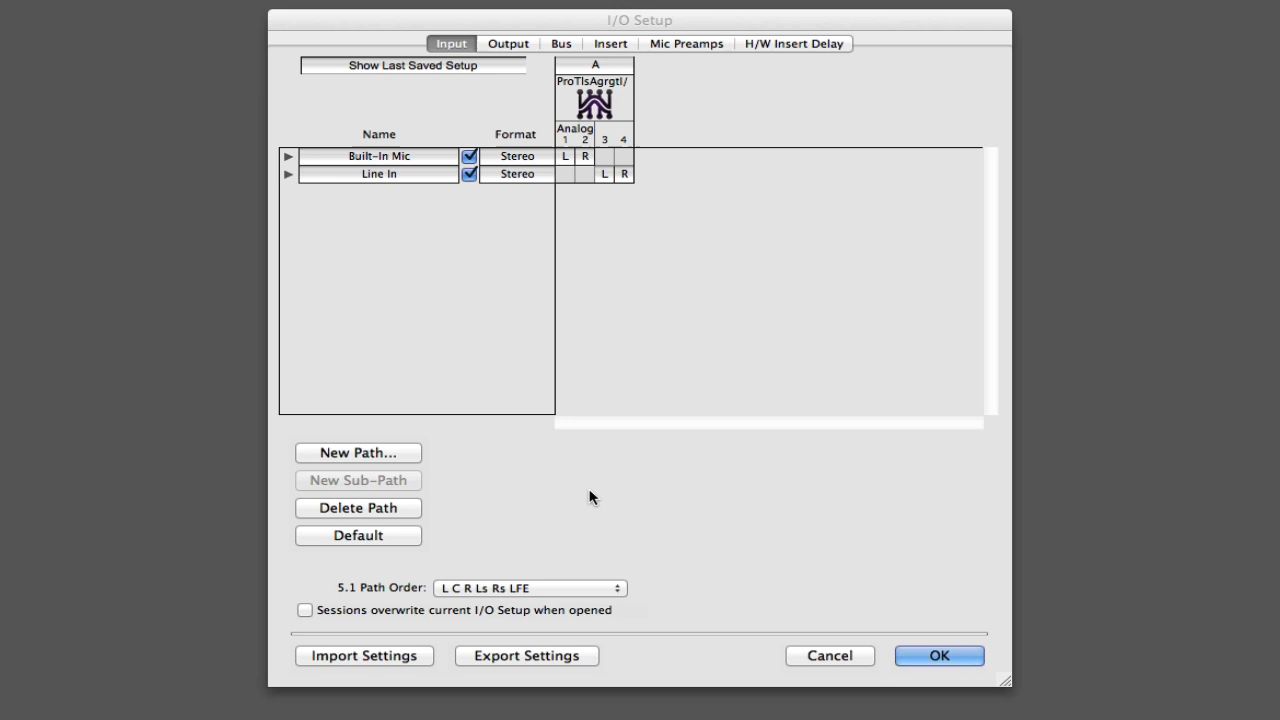 I/O Setup
Input Output Bus Insert Mic Preamps H/W Insert Delay
Show Last Saved Setup A
ProTlsAgrgtI/
Name Format Analog
1 2 3 4
Built-In Mic Stereo L R
Line In Stereo L R
New Path...
New Sub-Path
Delete Path
Default
5.1 Path Order: L C R Ls Rs LFE
Sessions overwrite current I/O Setup when opened
Import Settings Export Settings Cancel OK